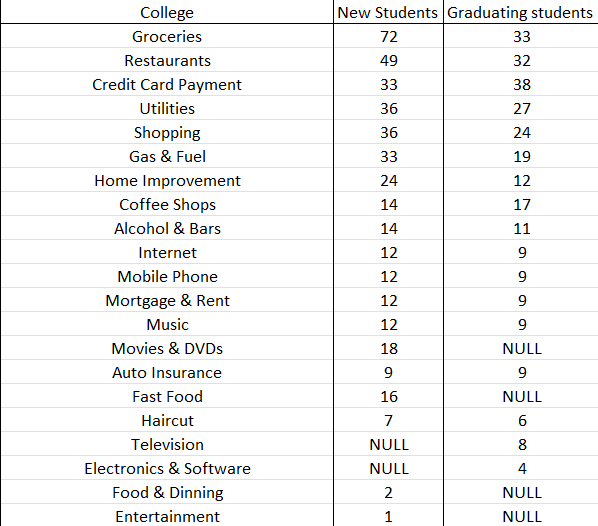 College New Students Graduating students
Groceries 72 33
Restaurants 49 32
Credit Card Payment 33 38
Utilities 36 27
Shopping 36 24
Gas & Fuel 33 19
Home Improvement 24 12
Coffee Shops 14 17
Alcohol & Bars 14 11
Internet 12 9
Mobile Phone 12 9
Mortgage & Rent 12 9
Music 12 9
Movies & DVDs 18 NULL
Auto Insurance 9 9
Fast Food 16 NULL
Haircut 7 6
Television NULL 8
Electronics & Software NULL 4
Food & Dinning 2 NULL
Entertainment 1 NULL